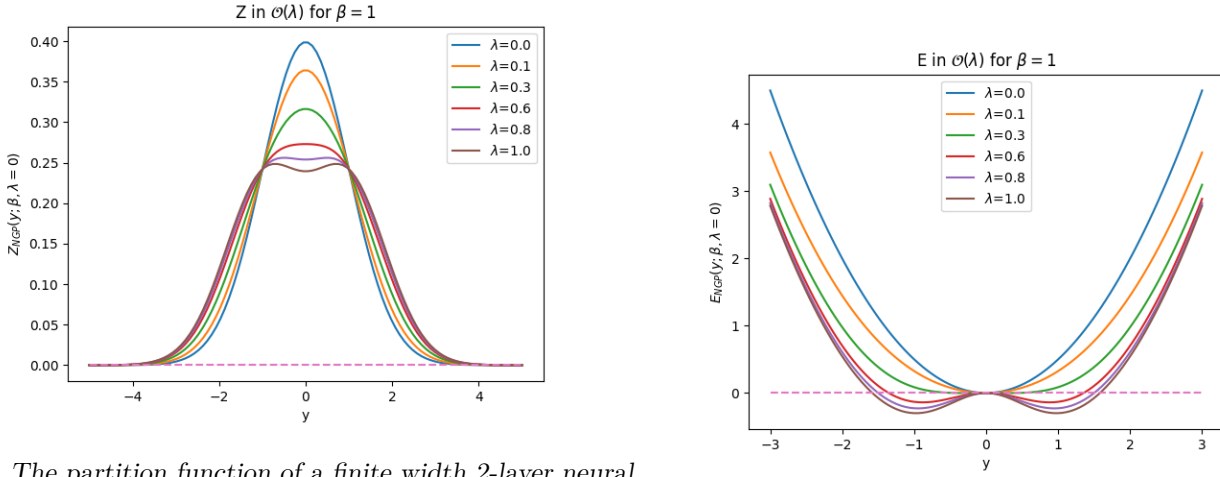 Z in 𝒪(λ) for β = 1
0.40
0.35
0.30
0.25
0.20
0.15
0.10
0.05
0.00
Z_{NGP}(y; β, λ = 0)
λ=0.0
λ=0.1
λ=0.3
λ=0.6
λ=0.8
λ=1.0
−4
−2
0
2
4
y
E in 𝒪(λ) for β = 1
4
3
2
1
0
E_{NGP}(y; β, λ = 0)
λ=0.0
λ=0.1
λ=0.3
λ=0.6
λ=0.8
λ=1.0
−3
−2
−1
0
1
2
3
y
The partition function of a finite width 2-layer neural